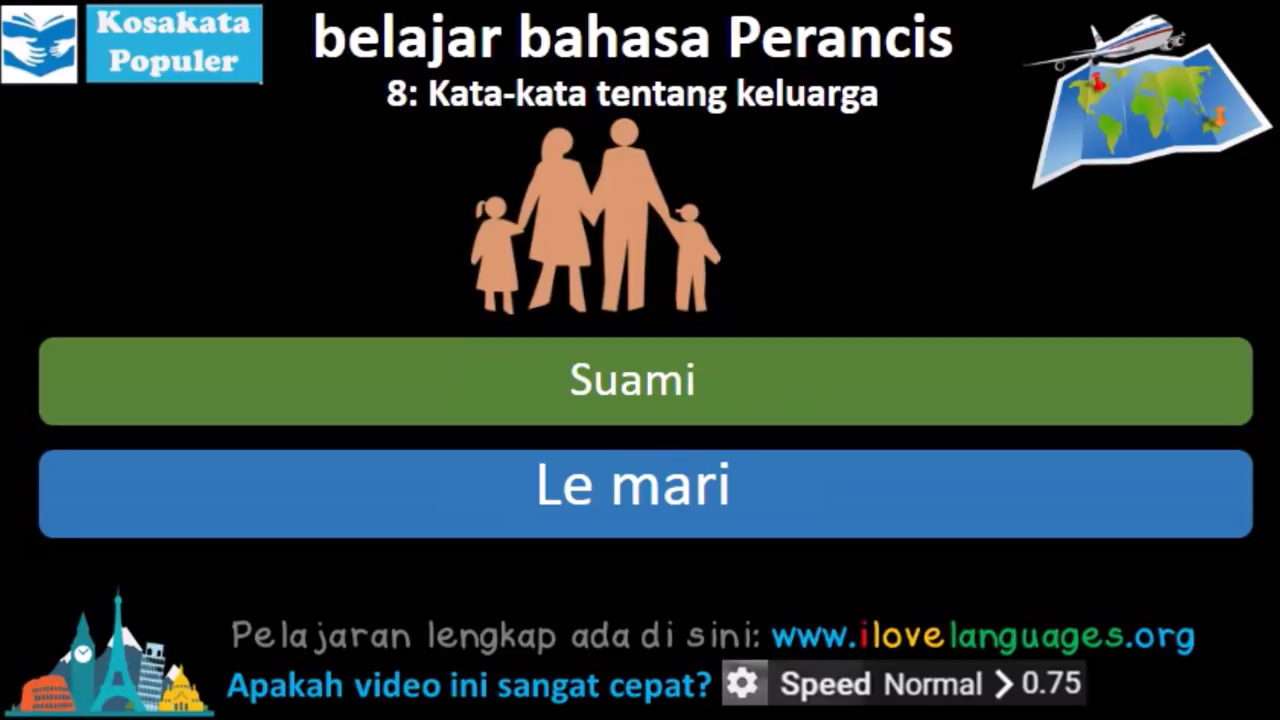 Kosakata
Populer
belajar bahasa Perancis
8: Kata-kata tentang keluarga
Suami
Le mari
Pelajaran lengkap ada di sini: www.ilovelanguages.org
Apakah video ini sangat cepat? Speed Normal > 0.75